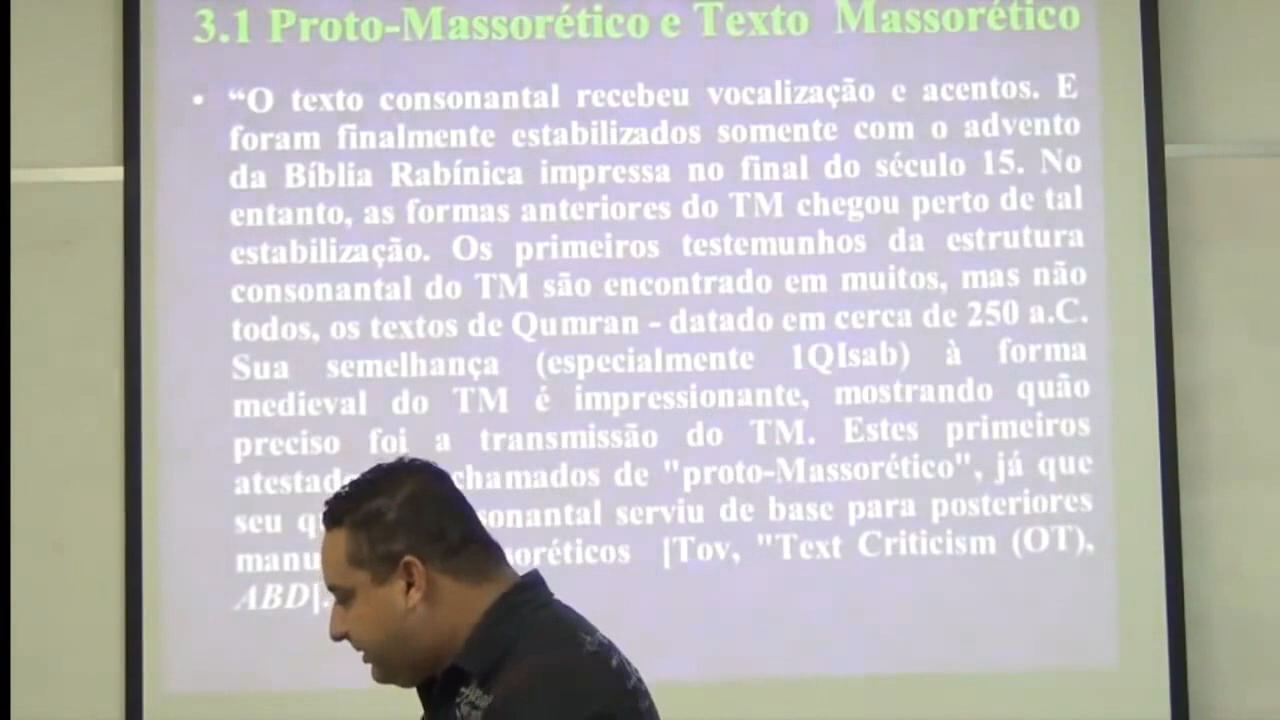 3.1 Proto-Massorético e Texto Massorético
• “O texto consonantal recebeu vocalização e acentos. E
foram finalmente estabilizados somente com o advento
da Bíblia Rabínica impressa no final do século 15. No
entanto, as formas anteriores do TM chegou perto de tal
estabilização. Os primeiros testemunhos da estrutura
consonantal do TM são encontrado em muitos, mas não
todos, os textos de Qumran - datado em cerca de 250 a.C.
Sua semelhança (especialmente 1QIsab) à forma
medieval do TM é impressionante, mostrando quão
preciso foi a transmissão do TM. Estes primeiros
chamados de "proto-Massorético", já que
seu serviu de base para posteriores
[Tov, "Text Criticism (OT),
ABD].